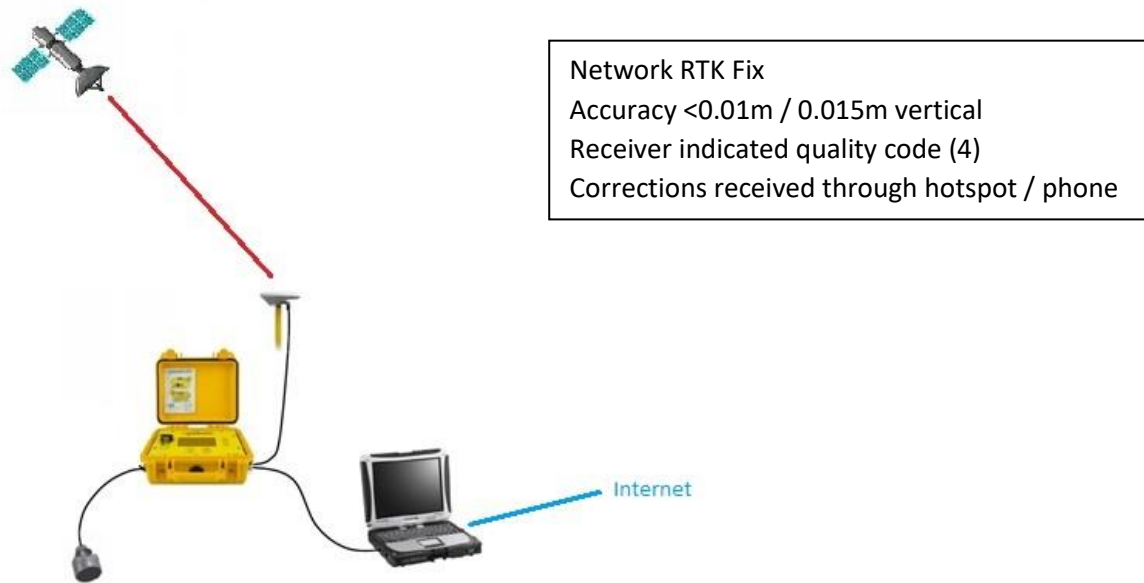 Network RTK Fix
Accuracy <0.01m / 0.015m vertical
Receiver indicated quality code (4)
Corrections received through hotspot / phone
Internet